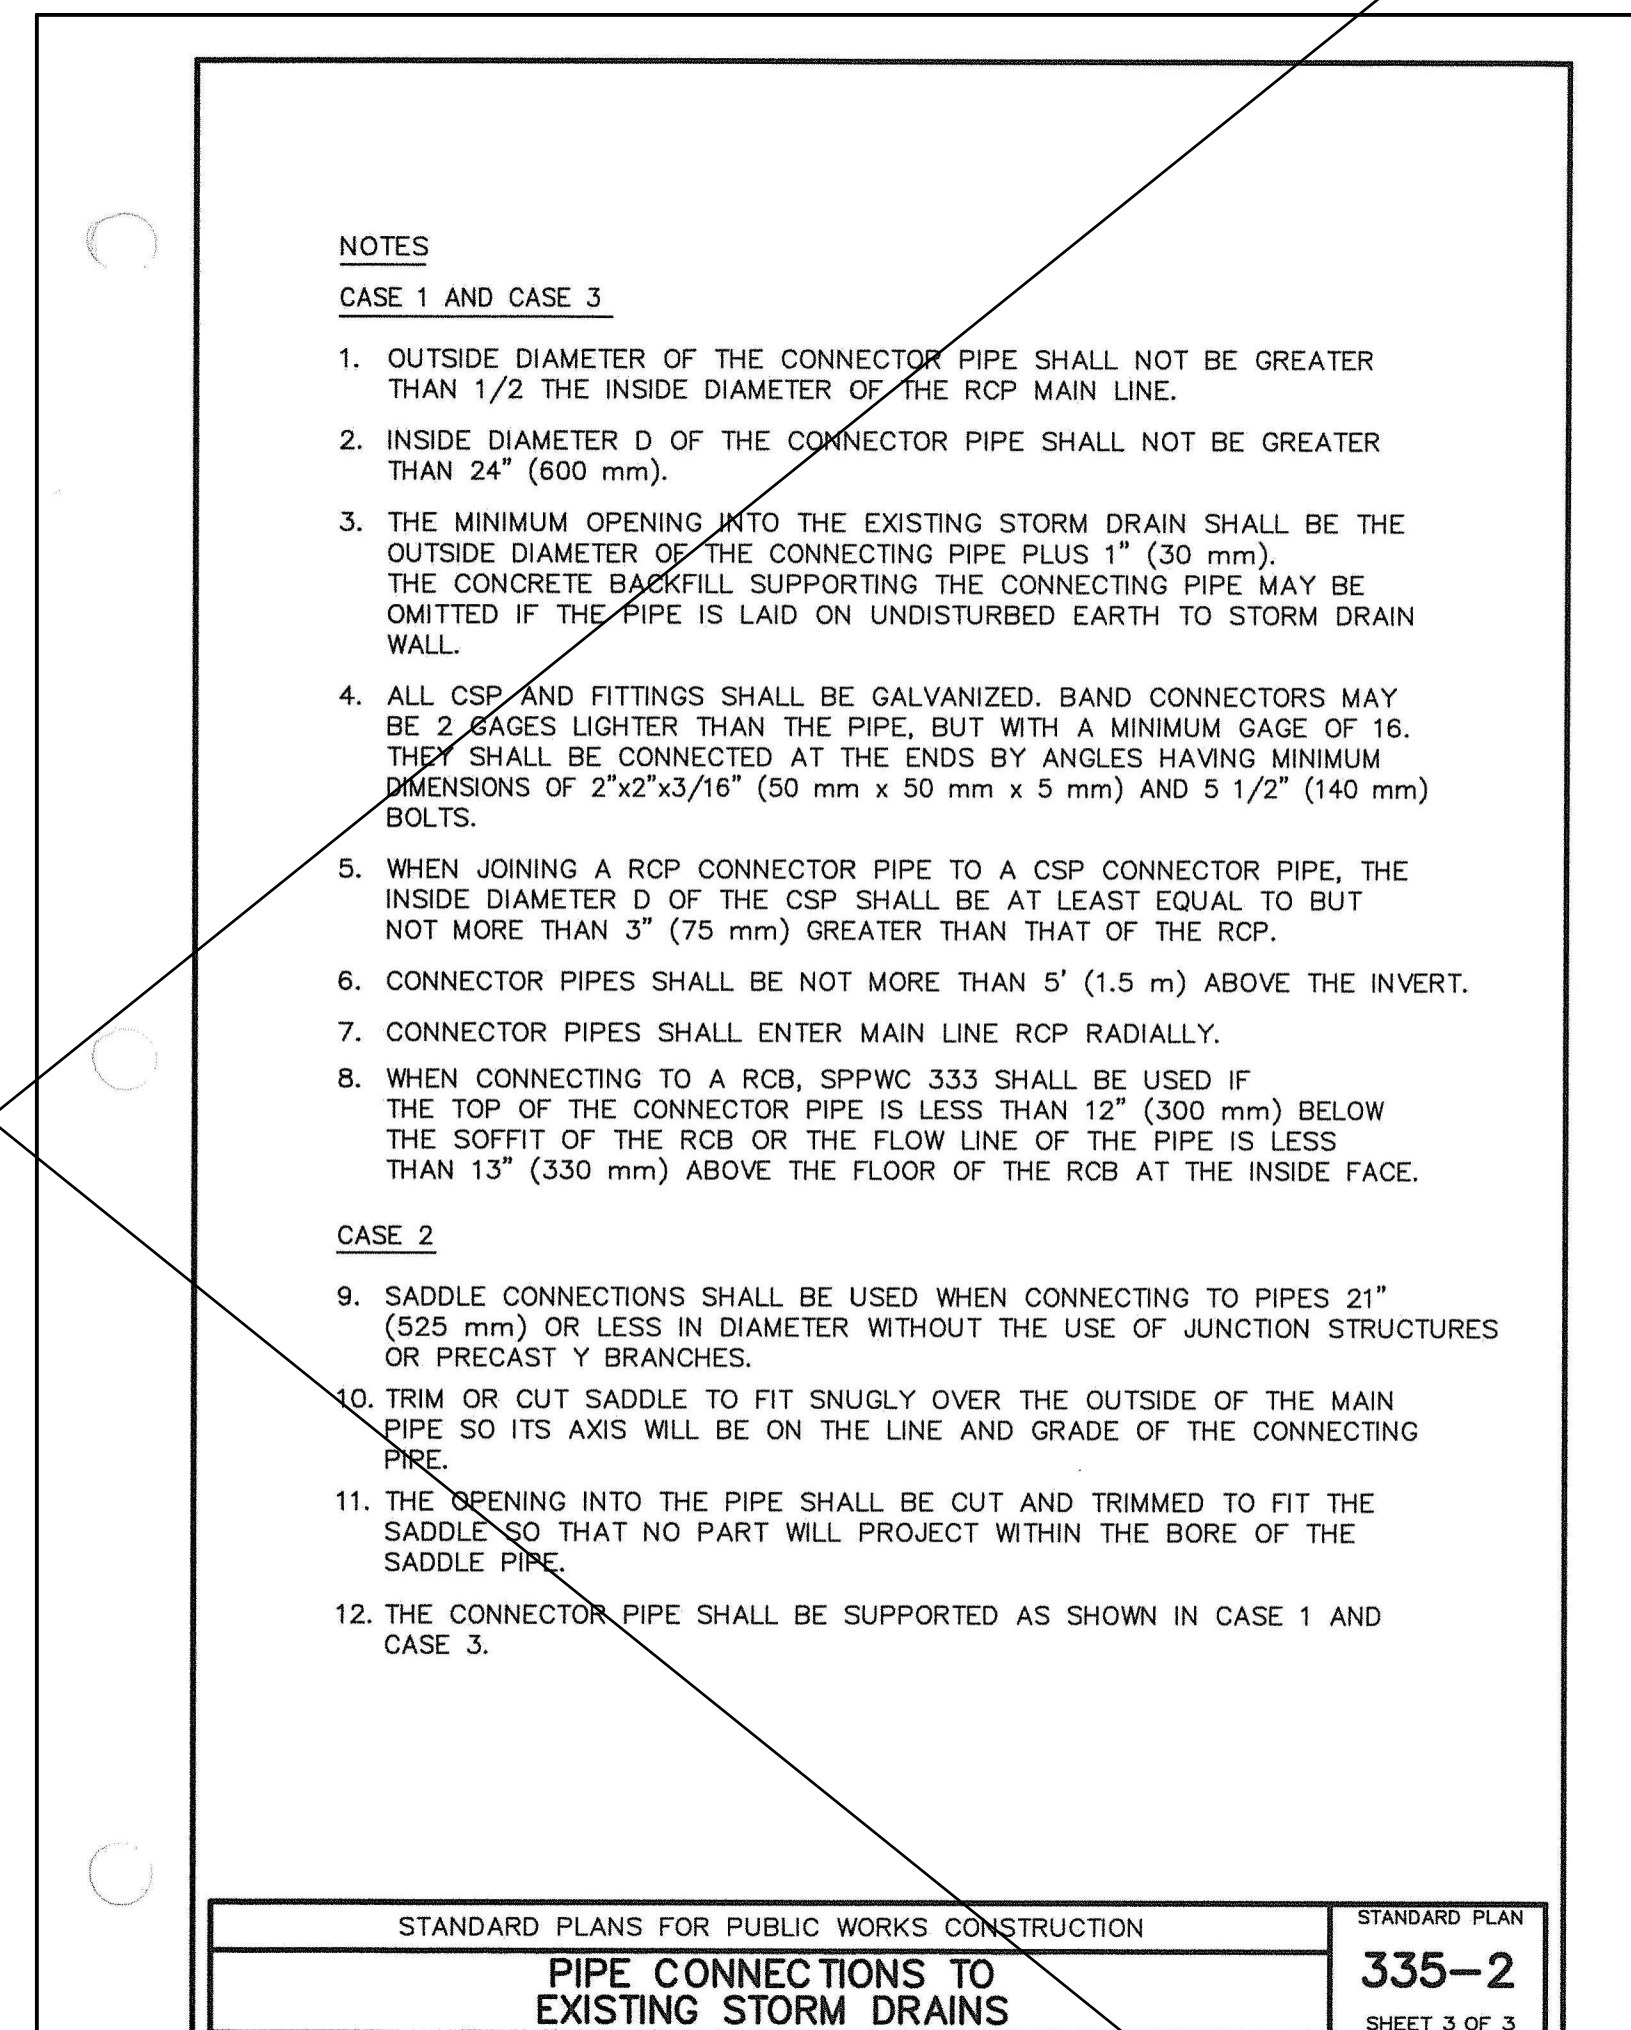 NOTES
CASE 1 AND CASE 3
1. OUTSIDE DIAMETER OF THE CONNECTOR PIPE SHALL NOT BE GREATER
THAN 1/2 THE INSIDE DIAMETER OF THE RCP MAIN LINE.
2. INSIDE DIAMETER D OF THE CONNECTOR PIPE SHALL NOT BE GREATER
THAN 24" (600 mm).
3. THE MINIMUM OPENING INTO THE EXISTING STORM DRAIN SHALL BE THE
OUTSIDE DIAMETER OF THE CONNECTING PIPE PLUS 1" (30 mm).
THE CONCRETE BACKFILL SUPPORTING THE CONNECTING PIPE MAY BE
OMITTED IF THE PIPE IS LAID ON UNDISTURBED EARTH TO STORM DRAIN
WALL.
4. ALL CSP AND FITTINGS SHALL BE GALVANIZED. BAND CONNECTORS MAY
BE 2 GAGES LIGHTER THAN THE PIPE, BUT WITH A MINIMUM GAGE OF 16.
THEY SHALL BE CONNECTED AT THE ENDS BY ANGLES HAVING MINIMUM
DIMENSIONS OF 2"x2"x3/16" (50 mm x 50 mm x 5 mm) AND 5 1/2" (140 mm)
BOLTS.
5. WHEN JOINING A RCP CONNECTOR PIPE TO A CSP CONNECTOR PIPE, THE
INSIDE DIAMETER D OF THE CSP SHALL BE AT LEAST EQUAL TO BUT
NOT MORE THAN 3" (75 mm) GREATER THAN THAT OF THE RCP.
6. CONNECTOR PIPES SHALL BE NOT MORE THAN 5' (1.5 m) ABOVE THE INVERT.
7. CONNECTOR PIPES SHALL ENTER MAIN LINE RCP RADIALLY.
8. WHEN CONNECTING TO A RCB, SPPWC 333 SHALL BE USED IF
THE TOP OF THE CONNECTOR PIPE IS LESS THAN 12" (300 mm) BELOW
THE SOFFIT OF THE RCB OR THE FLOW LINE OF THE PIPE IS LESS
THAN 13" (330 mm) ABOVE THE FLOOR OF THE RCB AT THE INSIDE FACE.
CASE 2
9. SADDLE CONNECTIONS SHALL BE USED WHEN CONNECTING TO PIPES 21"
(525 mm) OR LESS IN DIAMETER WITHOUT THE USE OF JUNCTION STRUCTURES
OR PRECAST Y BRANCHES.
10. TRIM OR CUT SADDLE TO FIT SNUGLY OVER THE OUTSIDE OF THE MAIN
PIPE SO ITS AXIS WILL BE ON THE LINE AND GRADE OF THE CONNECTING
PIPE.
11. THE OPENING INTO THE PIPE SHALL BE CUT AND TRIMMED TO FIT THE
SADDLE SO THAT NO PART WILL PROJECT WITHIN THE BORE OF THE
SADDLE PIPE.
12. THE CONNECTOR PIPE SHALL BE SUPPORTED AS SHOWN IN CASE 1 AND
CASE 3.
STANDARD PLANS FOR PUBLIC WORKS CONSTRUCTION
PIPE CONNECTIONS TO
EXISTING STORM DRAINS
STANDARD PLAN
335-2
SHEET 3 OF 3